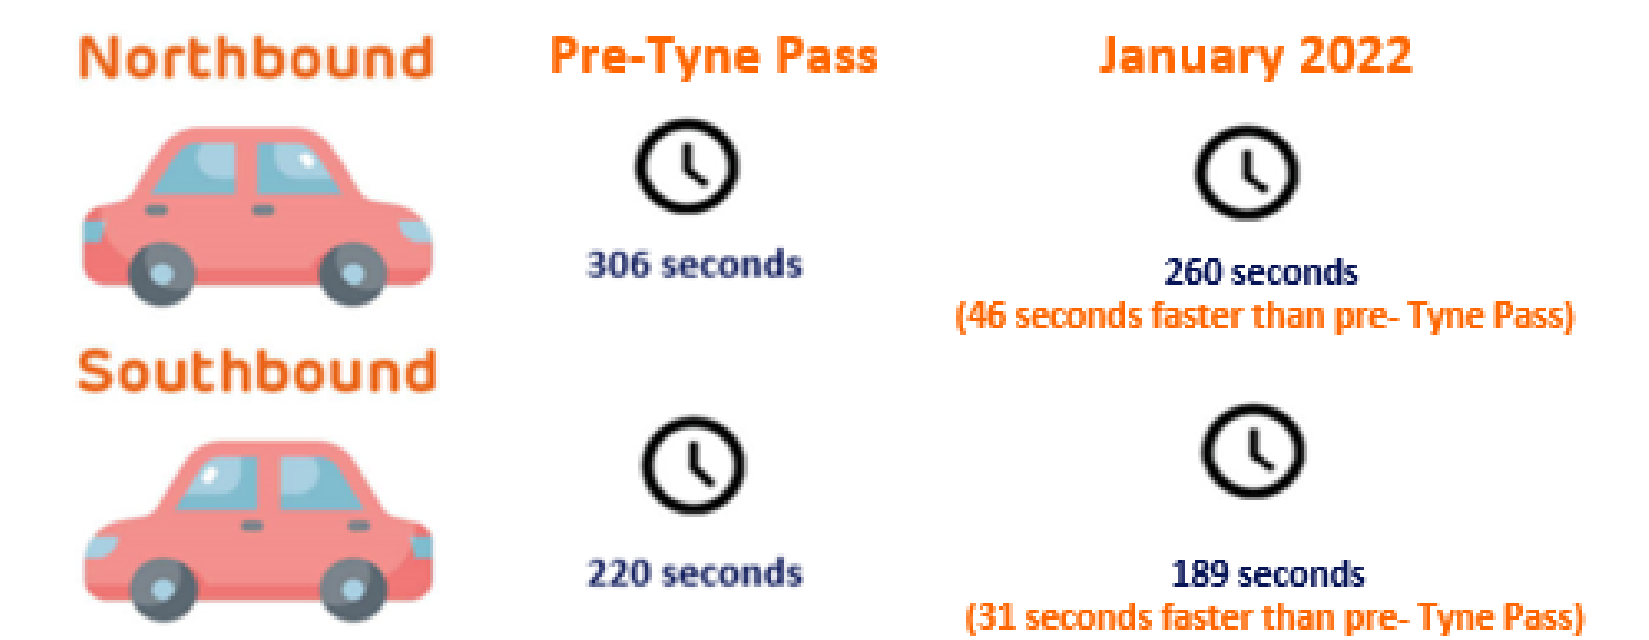 Northbound Pre-Tyne Pass January 2022
306 seconds 260 seconds
(46 seconds faster than pre- Tyne Pass)
Southbound
220 seconds 189 seconds
(31 seconds faster than pre- Tyne Pass)